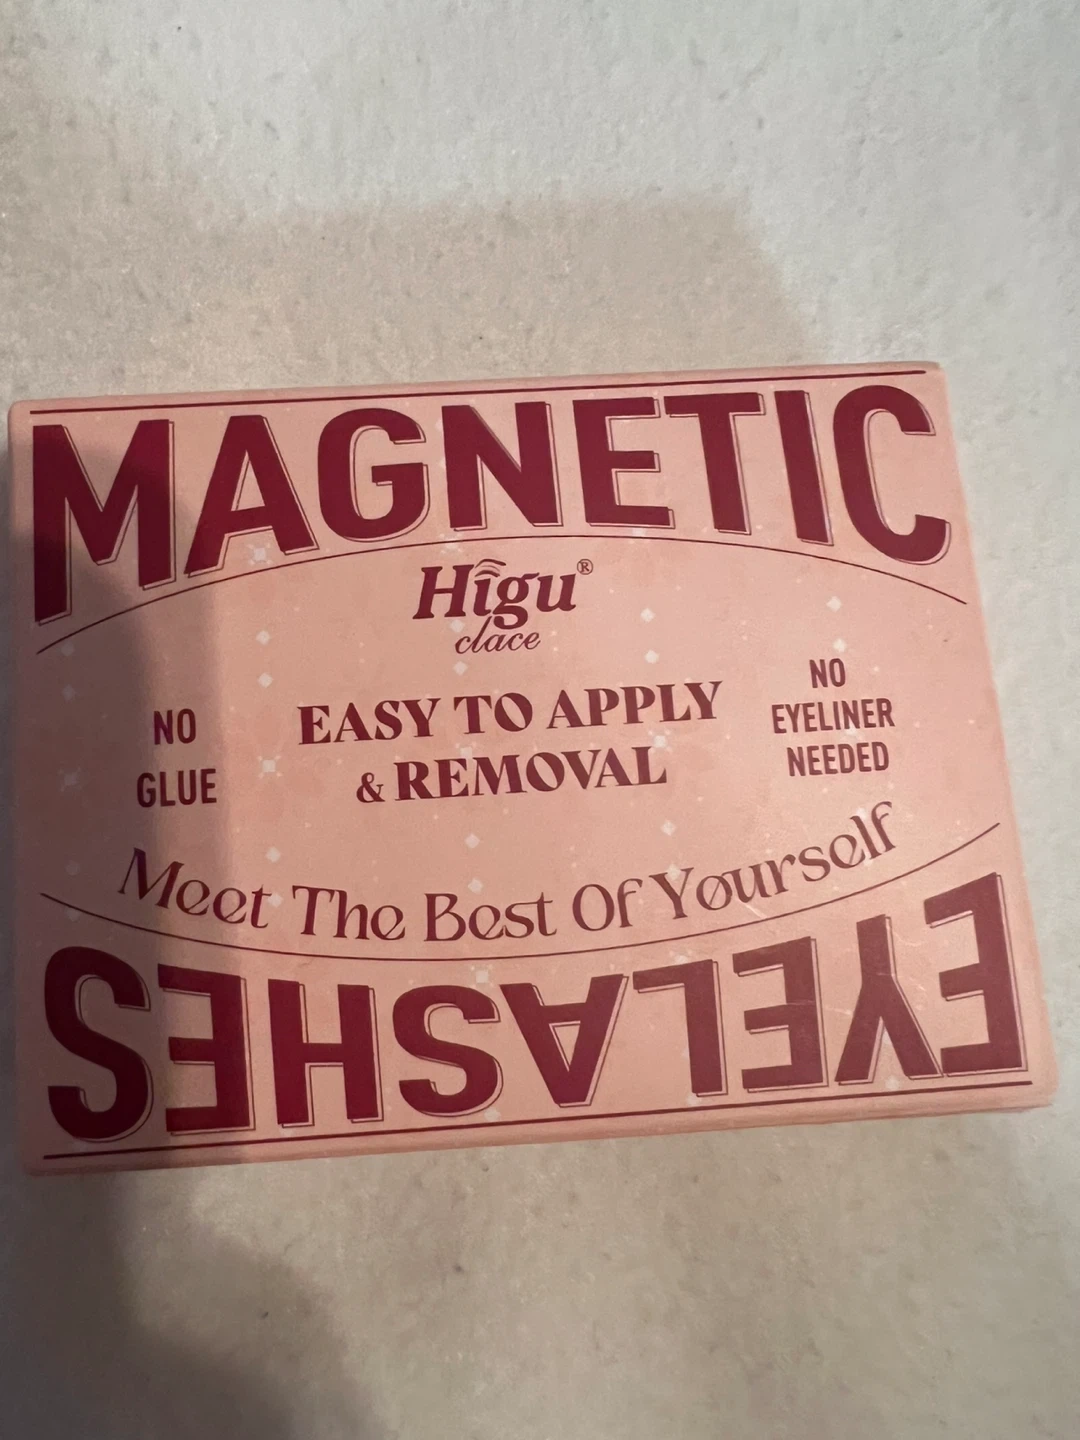 MAGNETIC
Higu®
clace
EASY TO APPLY
& REMOVAL
NO
GLUE
NO
EYELINER
NEEDED
Meet The Best Of Yourself
EYELASHES